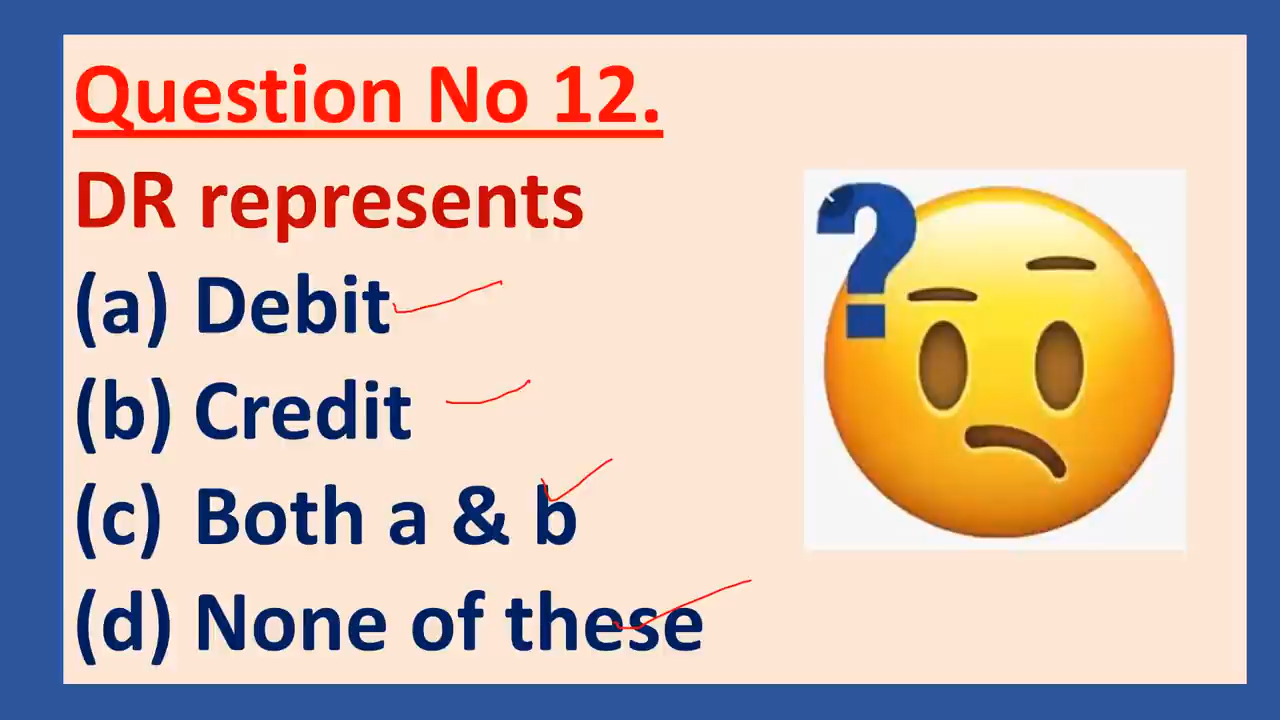 Question No 12.
DR represents
(a) Debit
(b) Credit
(c) Both a & b
(d) None of these
?